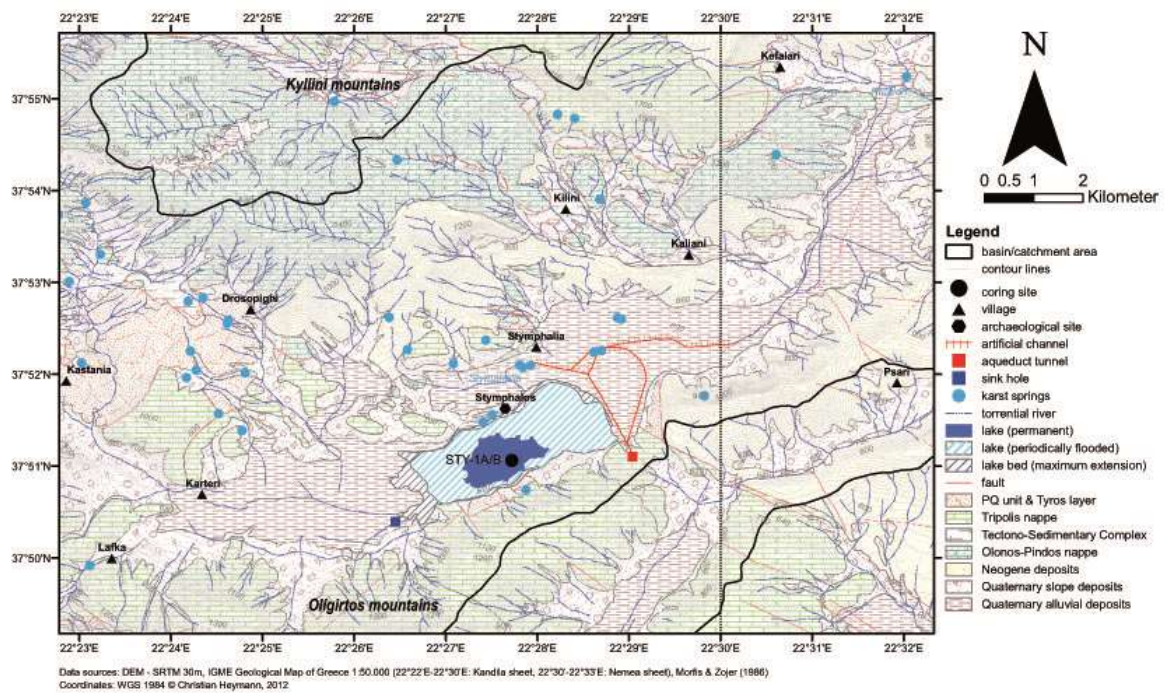 22°23'E 22°24'E 22°25'E 22°26'E 22°27'E 22°28'E 22°29'E 22°30'E 22°31'E 22°32'E
Kefalari
Kyllini mountains
37°55'N
37°54'N
Kilini
Kaliani
37°53'N
Drosopighi
Stymphalia
37°52'N
Kastania
Psari
Stymphalos
37°51'N
STY-1A/B
Karteri
37°50'N
Lafka
Oligirtos mountains
22°23'E 22°24'E 22°25'E 22°26'E 22°27'E 22°28'E 22°29'E 22°30'E 22°31'E 22°32'E
N
0 0.5 1 2
Kilometer
Legend
basin/catchment area
contour lines
coring site
village
archaeological site
artificial channel
aqueduct tunnel
sink hole
karst springs
torrential river
lake (permanent)
lake (periodically flooded)
lake bed (maximum extension)
fault
PQ unit & Tyros layer
Tripolis nappe
Tectono-Sedimentary Complex
Olonos-Pindos nappe
Neogene deposits
Quaternary slope deposits
Quaternary alluvial deposits
Data sources: DEM - SRTM 30m, IGME Geological Map of Greece 1:50.000 (22°22'E-22°30'E: Kandila sheet, 22°30'-22°33'E: Nemea sheet), Morfis & Zojer (1986)
Coordinates: WGS 1984 © Christian Heymann, 2012